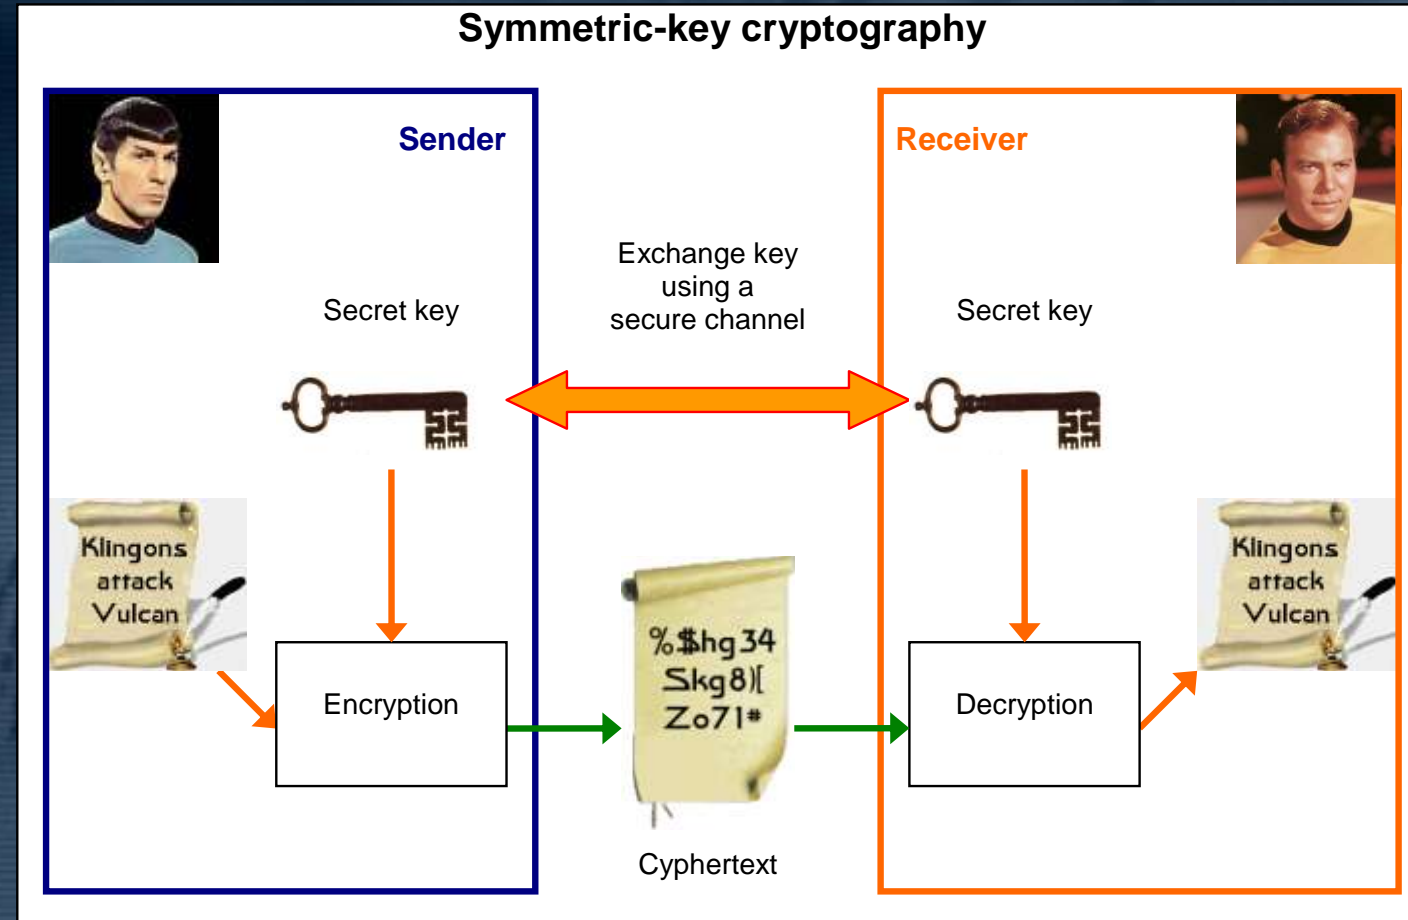 Symmetric-key cryptography
Sender
Receiver
Exchange key
using a
secure channel
Secret key
Secret key
Klingons
attack
Vulcan
Klingons
attack
Vulcan
%$hg34
Skg8)[
Zo71#
Encryption
Decryption
Cyphertext